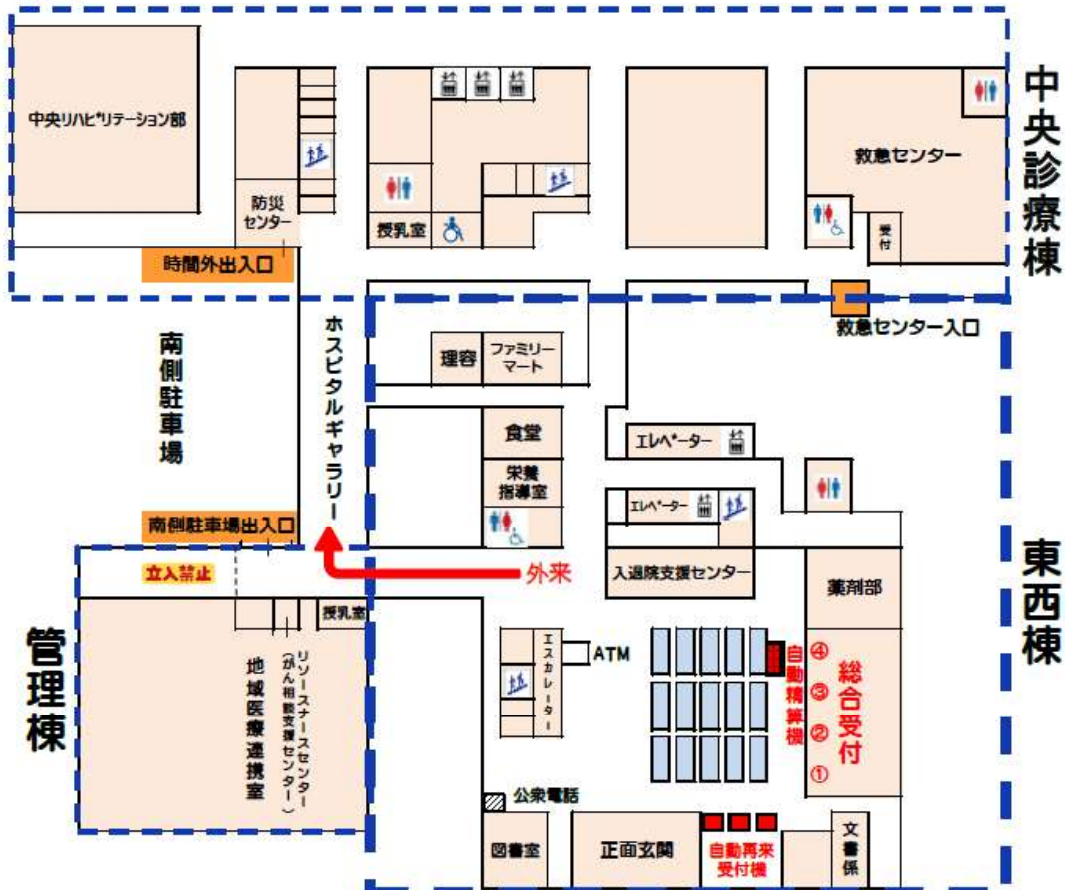 中央診療棟
中央リハビリテーション部
救急センター
防災
センター
授乳室
受付
時間外出入口
救急センター入口
ホスピタルギャラリー
南側駐車場
理容
ファミリー
マート
食堂
エレベーター
栄養
指導室
エレベーター
南側駐車場出入口
東西棟
立入禁止
外来
入退院支援センター
薬剤部
授乳室
管理棟
エスカレーター
ATM
自動精算機
④
③
②
①
総合受付
リソースナースセンター
(がん相談支援センター)
地域医療連携室
公衆電話
図書室
正面玄関
自動再来
受付機
文書係